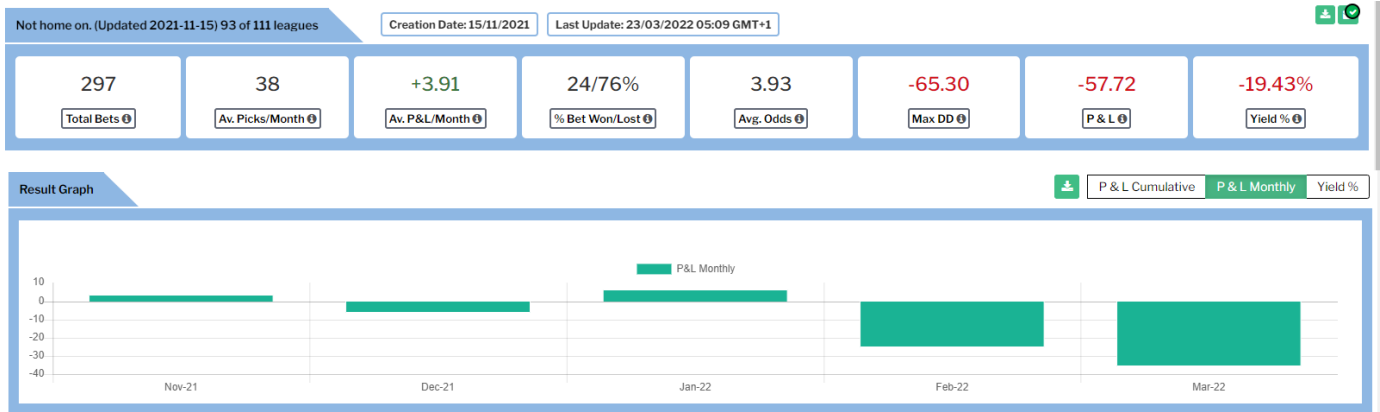 Not home on. (Updated 2021-11-15) 93 of 111 leagues
Creation Date: 15/11/2021
Last Update: 23/03/2022 05:09 GMT+1
297 38 +3.91 24/76% 3.93 -65.30 -57.72 -19.43%
Total Bets Av. Picks/Month Av. P&L/Month % Bet Won/Lost Avg. Odds Max DD P & L Yield %
Result Graph
P & L Cumulative P & L Monthly Yield %
P&L Monthly
10
0
-10
-20
-30
-40
Nov-21 Dec-21 Jan-22 Feb-22 Mar-22